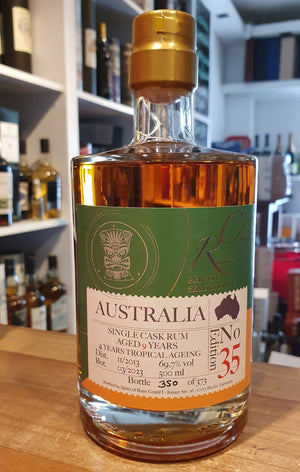 AUSTRALIA
SINGLE CASK RUM
AGED 9 YEARS
4 YEARS TROPICAL AGEING
Dist. 11/2013 69,7% vol
Bot. 03/2023 500 ml
Bottle 350 of 373
No
35
Edition